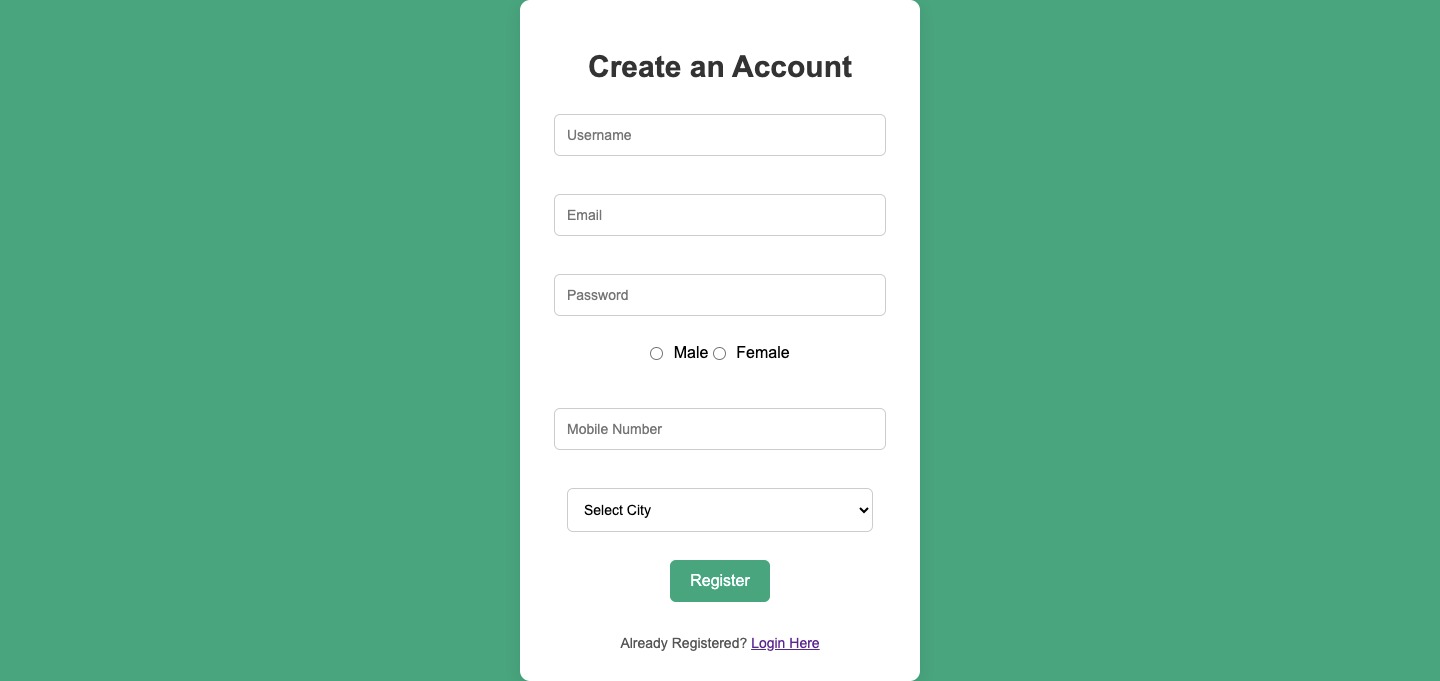 Create an Account
Username
Email
Password
Male Female
Mobile Number
Select City
Register
Already Registered? Login Here